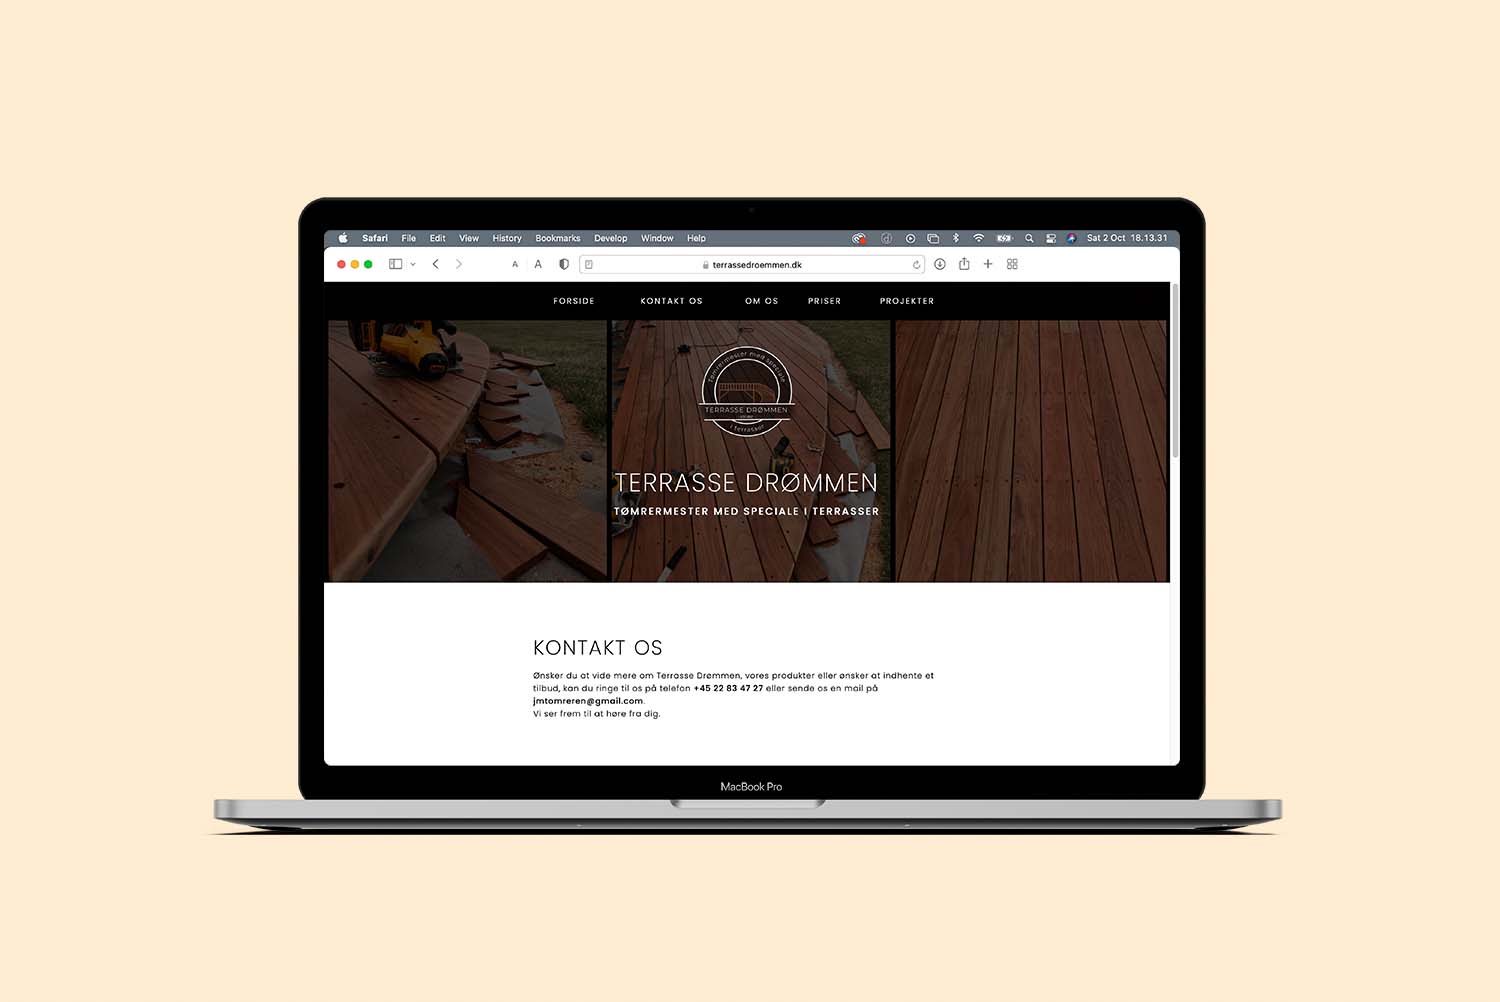 Safari File Edit View History Bookmarks Develop Window Help Sat 2 Oct 18.13.31
A A terrassedroemmen.dk
FORSIDE KONTAKT OS OM OS PRISER PROJEKTER
Tømrermester med speciale
TERRASSE DRØMMEN
i terrasser
TERRASSE DRØMMEN
TØMRERMESTER MED SPECIALE I TERRASSER
KONTAKT OS
Ønsker du at vide mere om Terrasse Drømmen, vores produkter eller ønsker at indhente et
tilbud, kan du ringe til os på telefon +45 22 83 47 27 eller sende os en mail på
jmtomreren@gmail.com.
Vi ser frem til at høre fra dig.
MacBook Pro